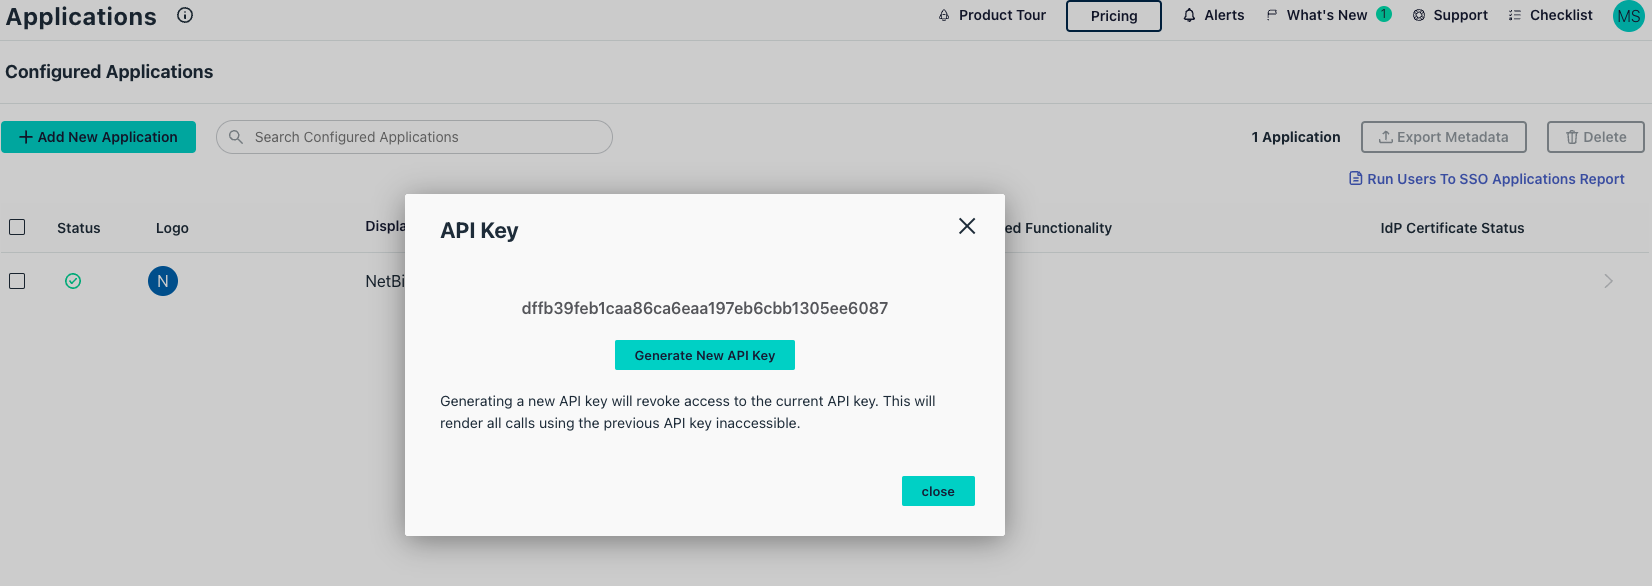 Applications
Product Tour
Pricing
Alerts
What's New 1
Support
Checklist
MS
Configured Applications
Add New Application
Search Configured Applications
1 Application
Export Metadata
Delete
Run Users To SSO Applications Report
Status
Logo
Displa
ed Functionality
IdP Certificate Status
N
NetBi
API Key
dffb39feb1caa86ca6eaa197eb6cbb1305ee6087
Generate New API Key
Generating a new API key will revoke access to the current API key. This will
render all calls using the previous API key inaccessible.
close